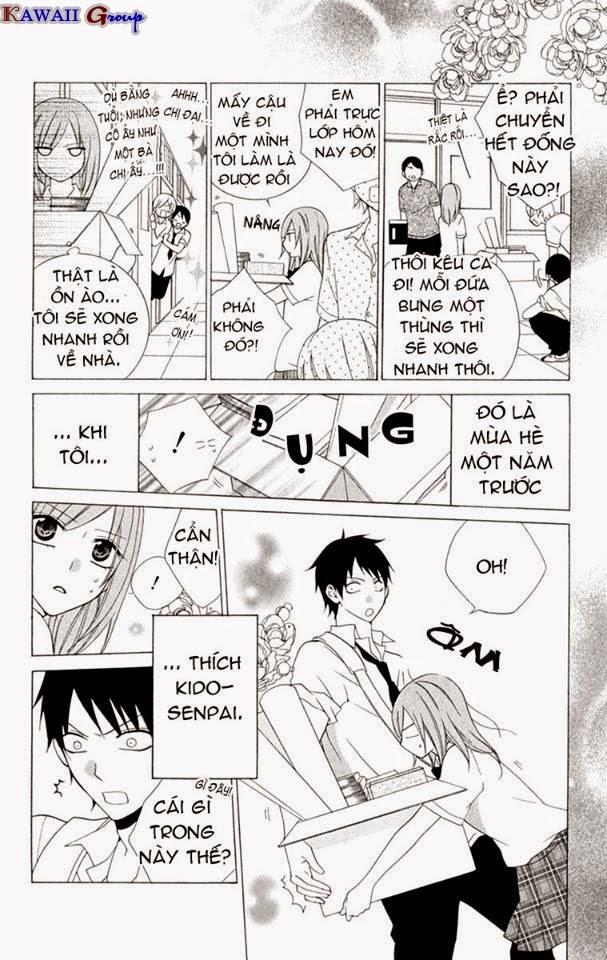 KAWAII Group
Ể? PHẢI
CHUYỂN
HẾT ĐỐNG
NÀY
SAO?!
THIỆT LÀ
RẮC RỐI...
THÔI KÊU CA
ĐI! MỖI ĐỨA
BƯNG MỘT
THÙNG THÌ
SẼ XONG
NHANH THÔI.
EM
PHẢI TRỰC
LỚP HÔM
NAY ĐÓ!
MẤY CẬU
VỀ ĐI
MỘT MÌNH
TÔI LÀM LÀ
ĐƯỢC RỒI
NÂNG
PHẢI
KHÔNG
ĐÓ?!
AHHH..
CHỊ ĐẠI...
DÙ BẰNG
TUỔI, NHƯNG
CÔ ẤY NHƯ
MỘT BÀ
CHỊ ẤY...!!!
CÁM
ƠN!
THẬT LÀ
ỒN ÀO...
TÔI SẼ XONG
NHANH RỒI
VỀ NHÀ.
ĐÓ LÀ
MÙA HÈ
MỘT NĂM
TRƯỚC
ĐỤNG
!
... KHI
TÔI...
OH!
ÔM
CẨN
THẬN!
!
... THÍCH
KIDO-
SENPAI.
GÌ ĐÂY!
CÁI GÌ
TRONG
NÀY THẾ?